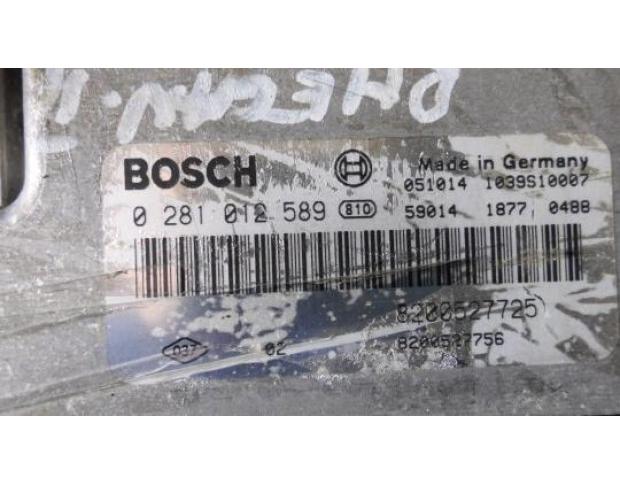 BOSCH
Made in Germany
051014 1039S10007
0 281 012 589 810
59014 1877 0488
8200527725
037 02 8200527756